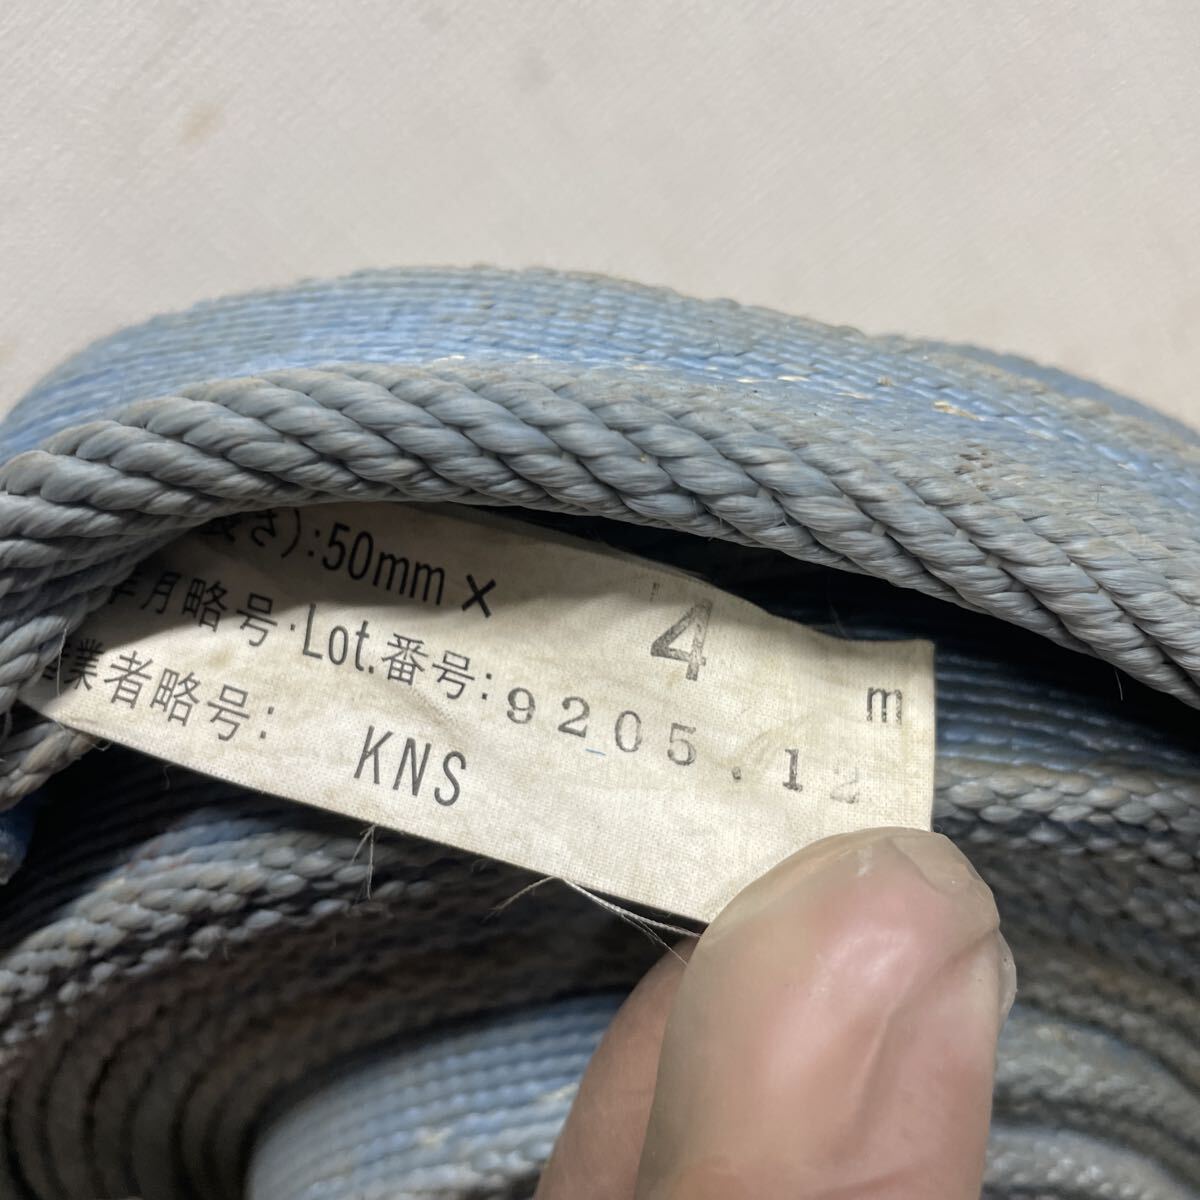 長さ):50mm × 4 m
年月略号·Lot.番号:9205.12
業者略号: KNS